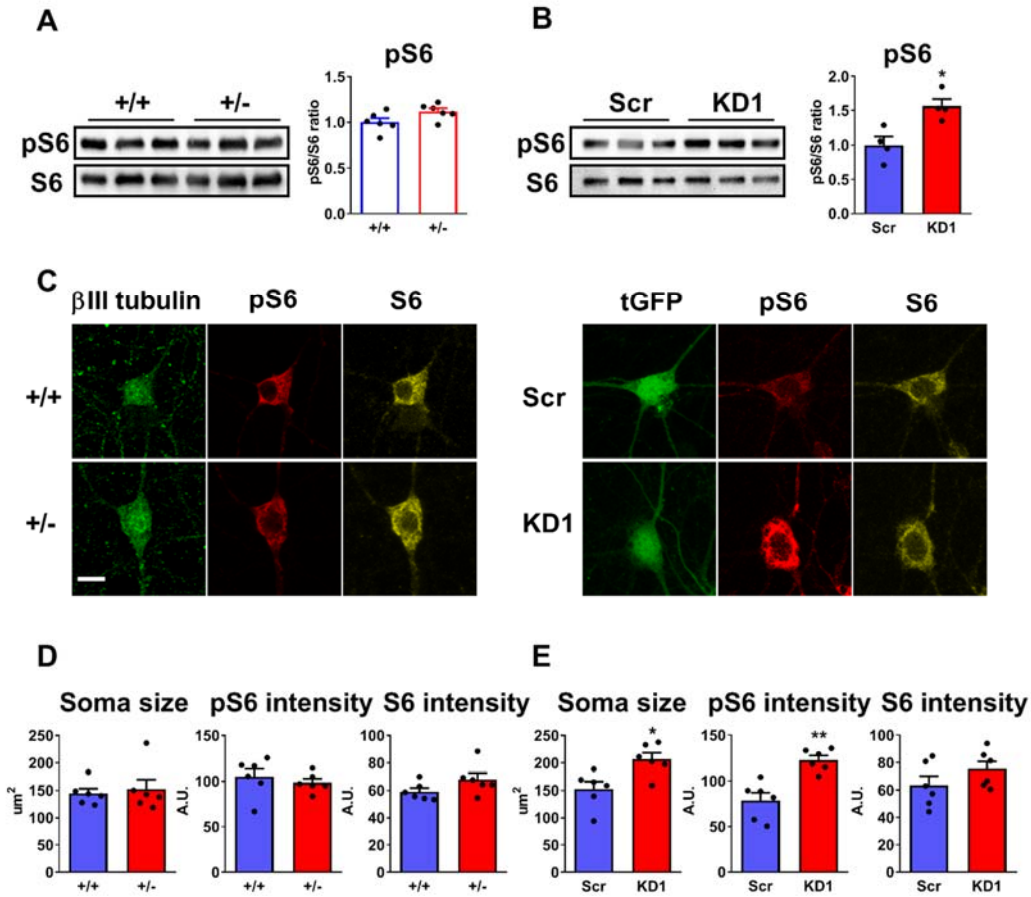 A
B
pS6
+/+ +/-
pS6
S6
pS6/S6 ratio
1.5
1.0
0.5
0.0
+/+ +/-
pS6
Scr KD1
pS6
S6
pS6/S6 ratio
2.0
1.5
1.0
0.5
0.0
*
Scr KD1
C
βIII tubulin pS6 S6
+/+
+/-
tGFP pS6 S6
Scr
KD1
D
Soma size
um2
250
200
150
100
50
0
+/+ +/-
pS6 intensity
A.U.
150
100
50
0
+/+ +/-
S6 intensity
A.U.
100
80
60
40
20
0
+/+ +/-
E
Soma size
um2
250
200
150
100
50
0
*
Scr KD1
pS6 intensity
A.U.
150
100
50
0
**
Scr KD1
S6 intensity
A.U.
100
80
60
40
20
0
Scr KD1